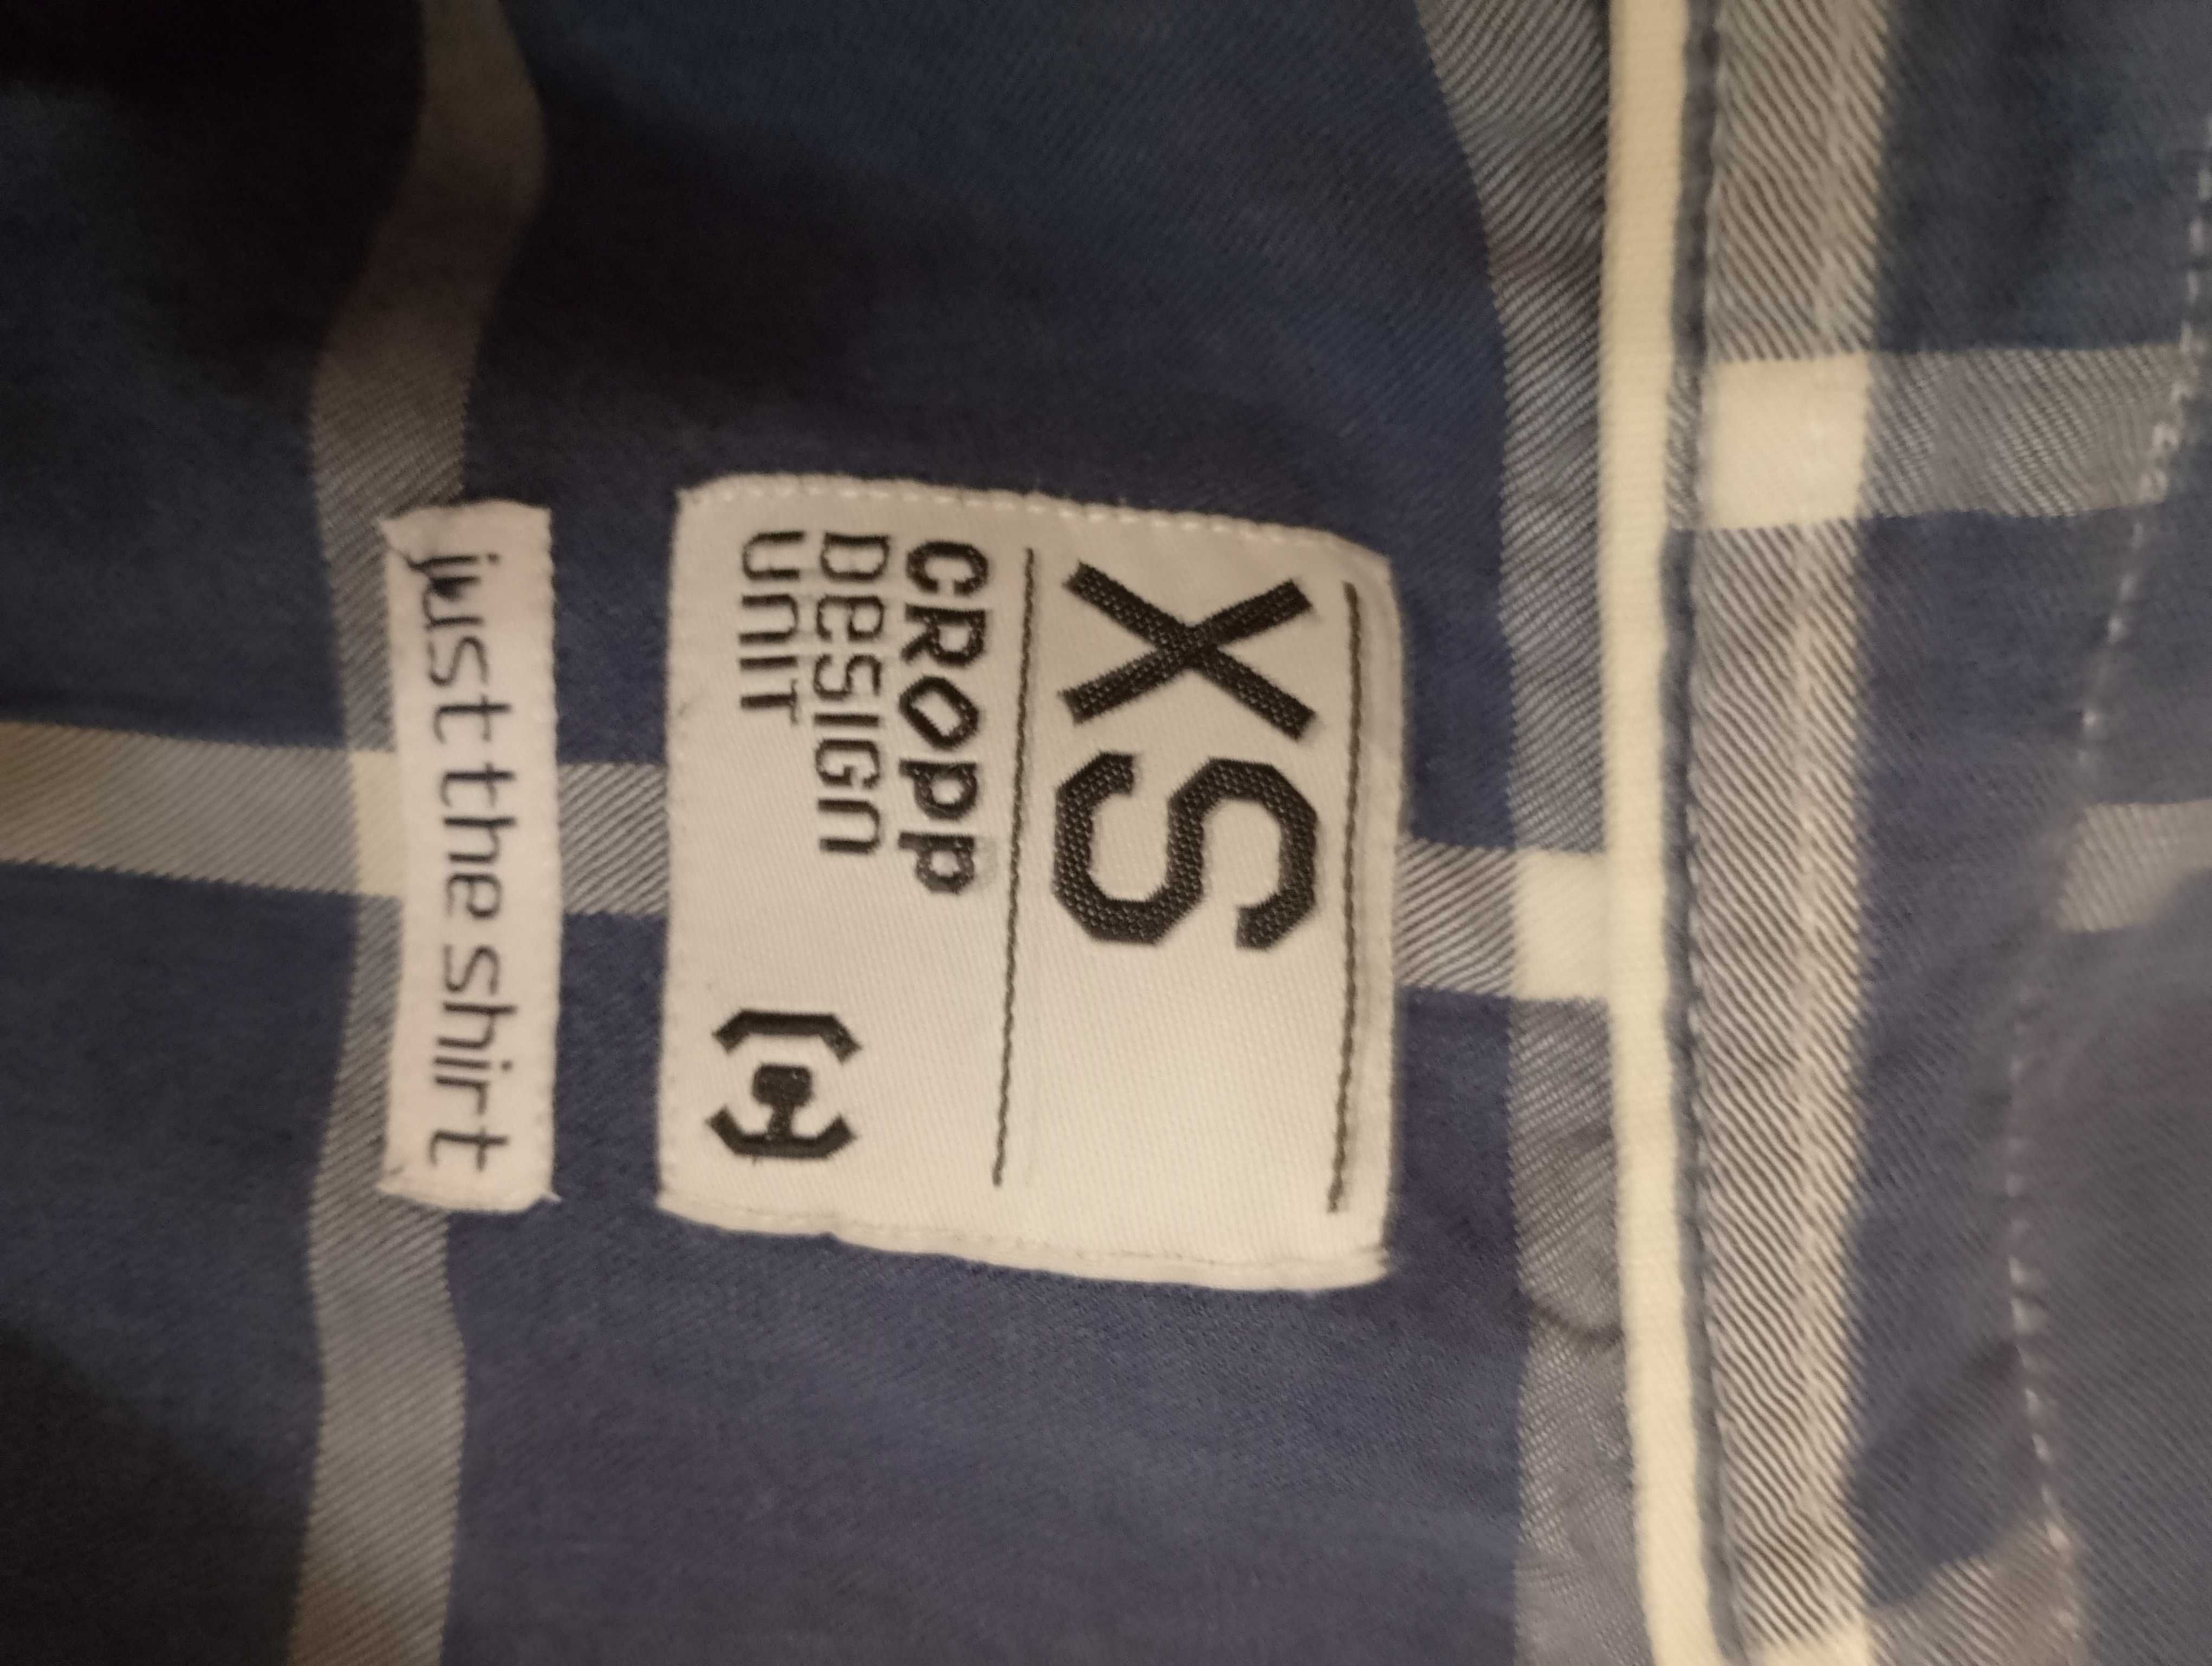 XS
CROPP
DESIGN
UNIT
just the shirt